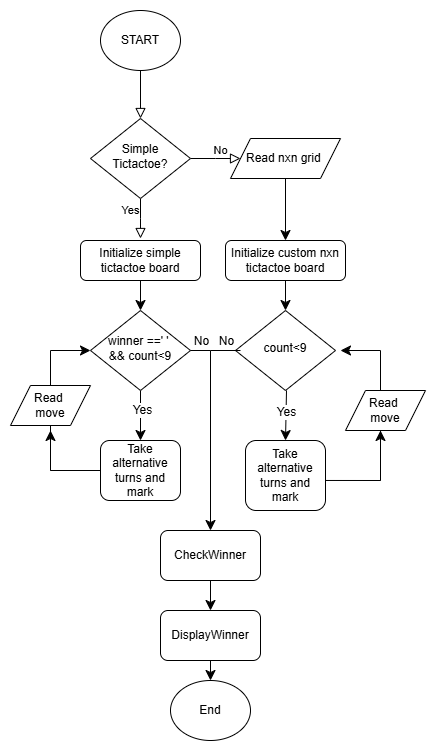 START
Simple
Tictactoe?
No
Read nxn grid
Yes
Initialize simple
tictactoe board
Initialize custom nxn
tictactoe board
winner ==' '
&& count<9
No
No
count<9
Read
move
Yes
Yes
Read
move
Take
alternative
turns and
mark
Take
alternative
turns and
mark
CheckWinner
DisplayWinner
End